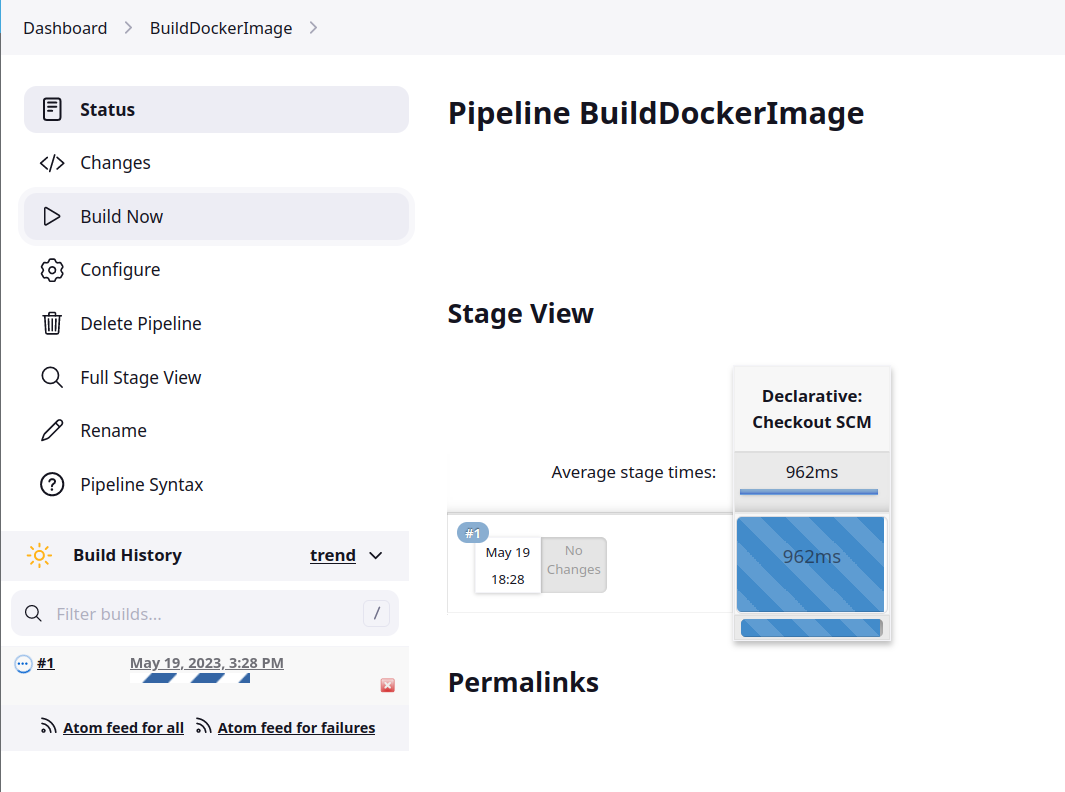 Dashboard > BuildDockerImage >
Status
Changes
Build Now
Configure
Delete Pipeline
Full Stage View
Rename
Pipeline Syntax
Build History trend
Filter builds... /
#1 May 19, 2023, 3:28 PM
Atom feed for all Atom feed for failures
Pipeline BuildDockerImage
Stage View
Declarative:
Checkout SCM
Average stage times: 962ms
#1
May 19
18:28
No
Changes
962ms
Permalinks